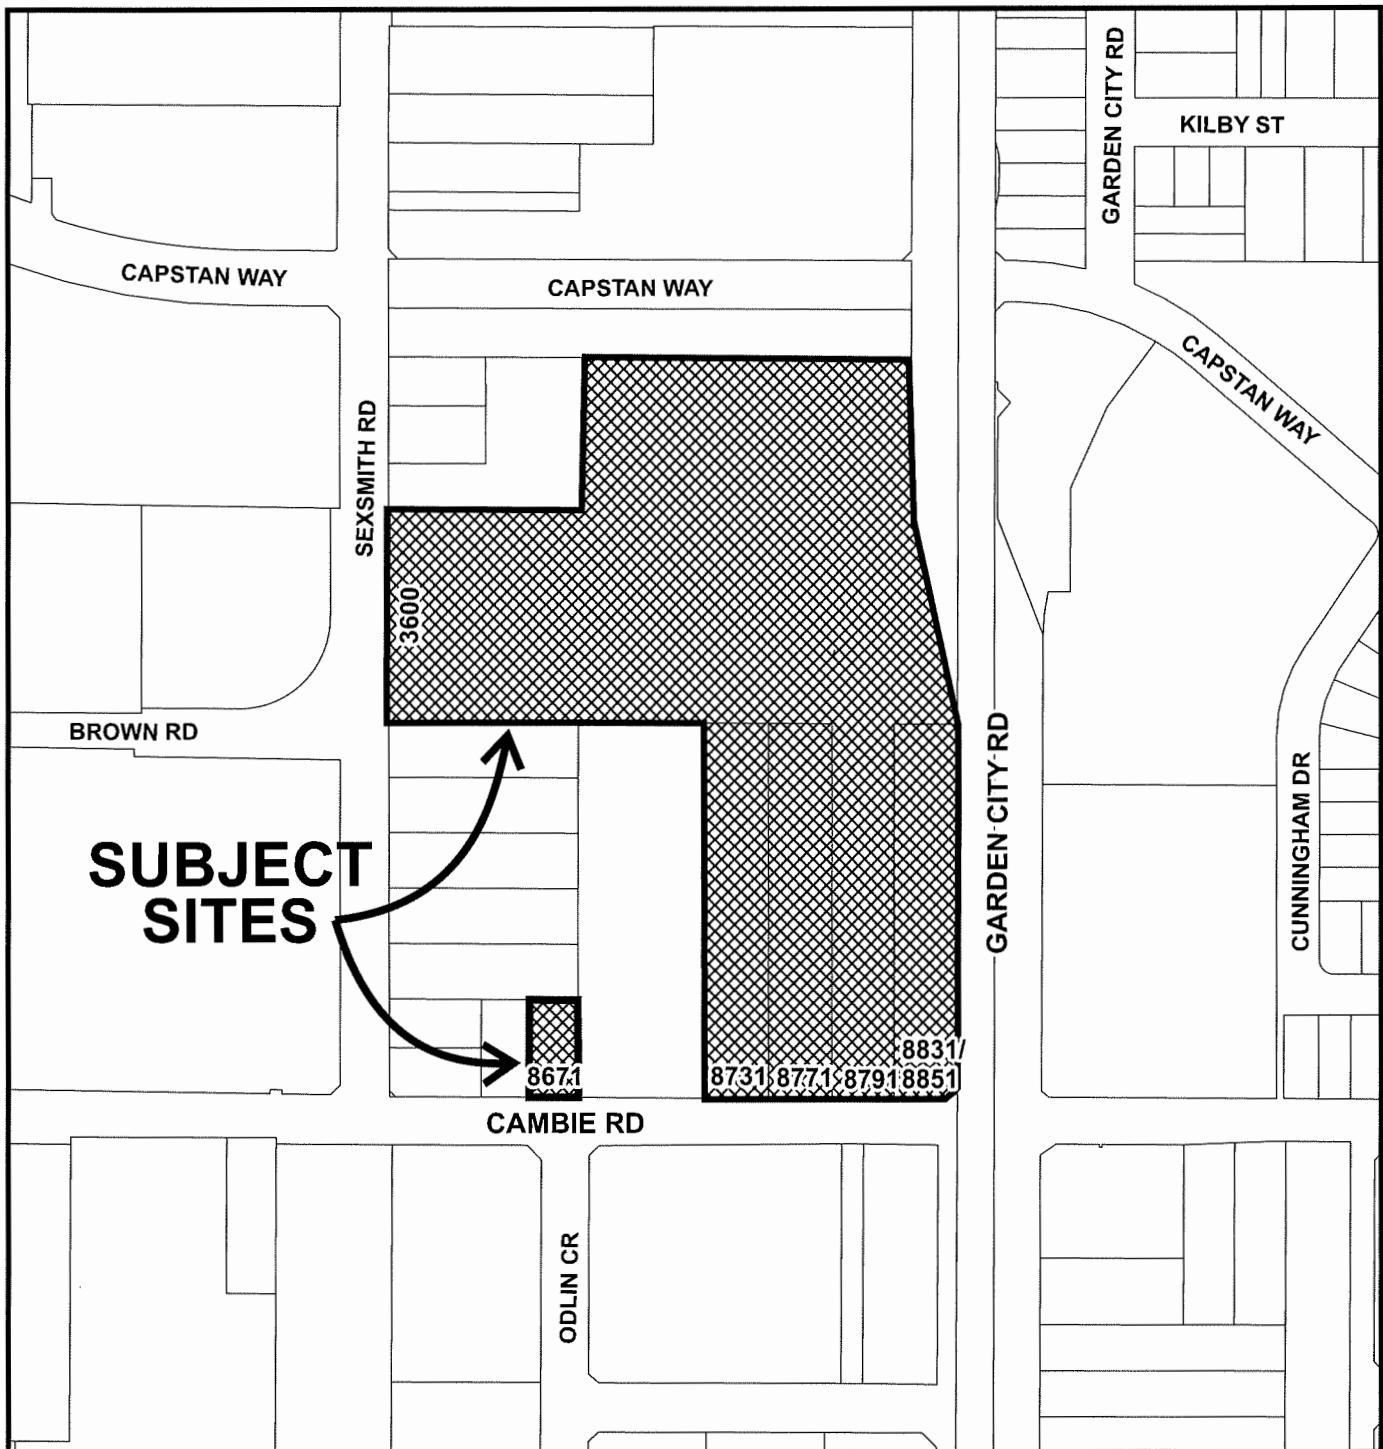 GARDEN CITY RD
KILBY ST
CAPSTAN WAY
CAPSTAN WAY
CAPSTAN WAY
SEXSMITH RD
3600
BROWN RD
GARDEN CITY RD
CUNNINGHAM DR
SUBJECT
SITES
8671
8731
8771
8791
8831/
8851
CAMBIE RD
ODLIN CR